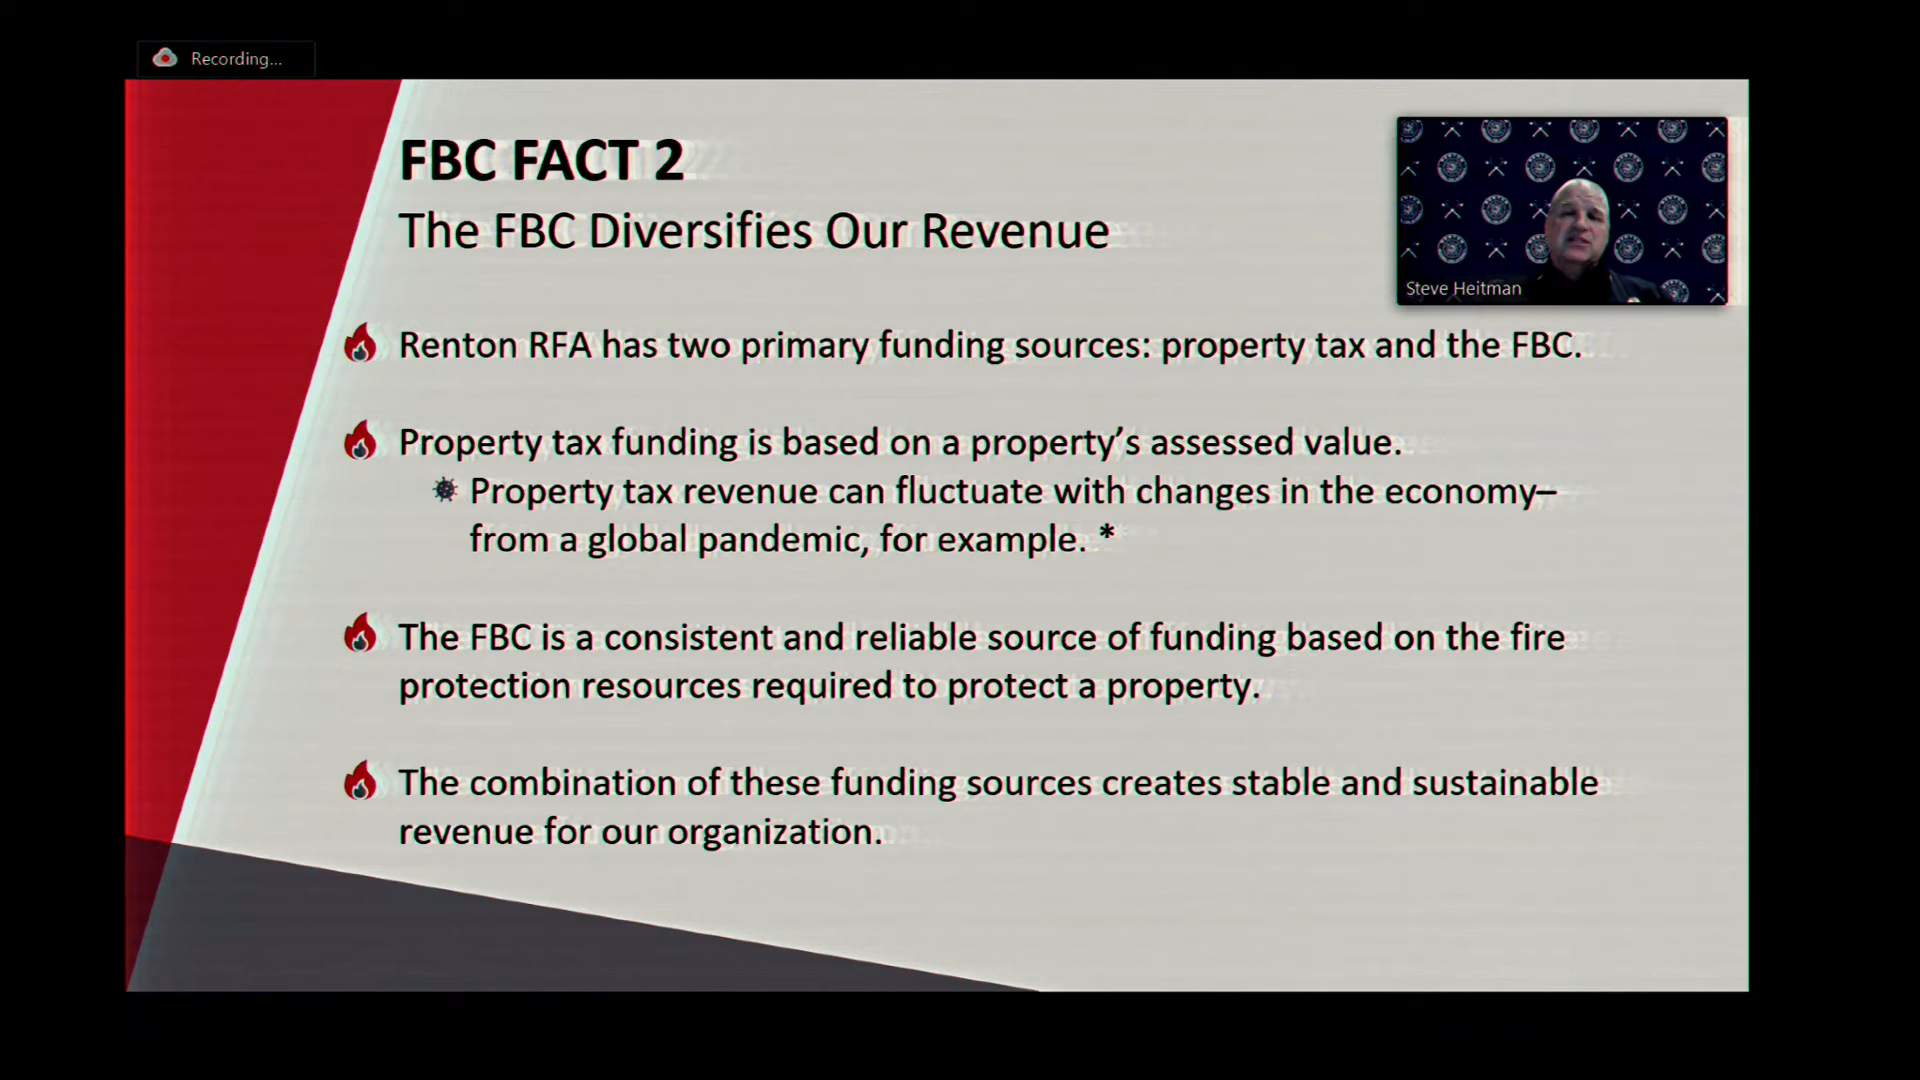 Recording...
FBC FACT 2
The FBC Diversifies Our Revenue
Steve Heitman
Renton RFA has two primary funding sources: property tax and the FBC.
Property tax funding is based on a property’s assessed value.
Property tax revenue can fluctuate with changes in the economy–
from a global pandemic, for example. *
The FBC is a consistent and reliable source of funding based on the fire
protection resources required to protect a property.
The combination of these funding sources creates stable and sustainable
revenue for our organization.